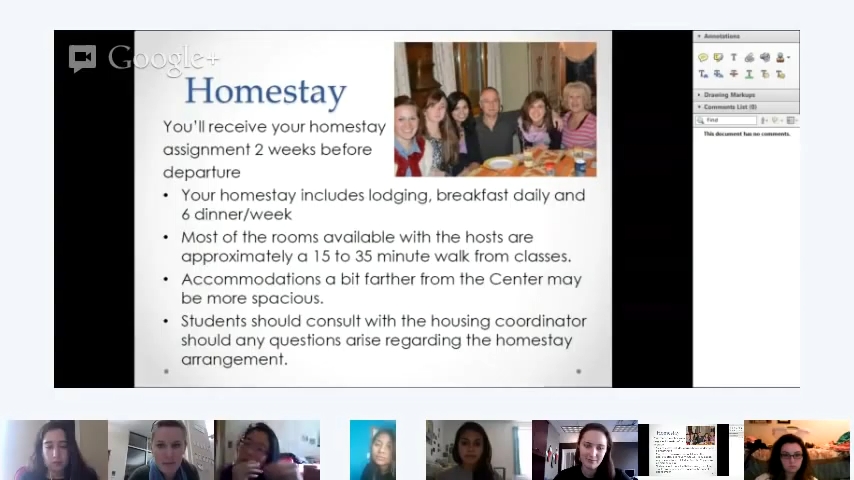 Google+
Homestay
You'll receive your homestay
assignment 2 weeks before
departure
• Your homestay includes lodging, breakfast daily and
6 dinner/week
• Most of the rooms available with the hosts are
approximately a 15 to 35 minute walk from classes.
• Accommodations a bit farther from the Center may
be more spacious.
• Students should consult with the housing coordinator
should any questions arise regarding the homestay
arrangement.
Annotations
Drawing Markups
Comments List (0)
Find
This document has no comments.
Homestay